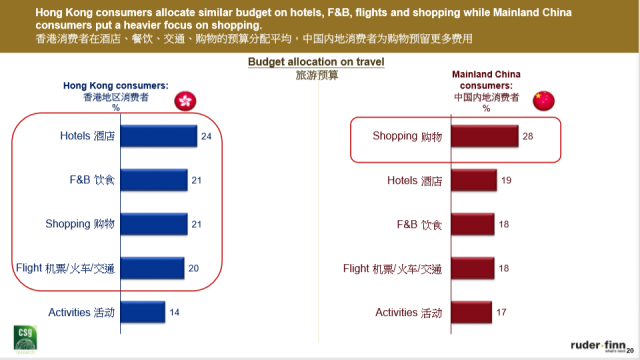 Hong Kong consumers allocate similar budget on hotels, F&B, flights and shopping while Mainland China
consumers put a heavier focus on shopping.
香港消费者在酒店、餐饮、交通、购物的预算分配平均，中国内地消费者为购物预留更多费用
Budget allocation on travel
旅游预算
Hong Kong consumers:
香港地区消费者
%
Hotels 酒店 24
F&B 饮食 21
Shopping 购物 21
Flight 机票/火车/交通 20
Activities 活动 14
Mainland China
consumers:
中国内地消费者
%
Shopping 购物 28
Hotels 酒店 19
F&B 饮食 18
Flight 机票/火车/交通 18
Activities 活动 17
csg
ruder·finn
20